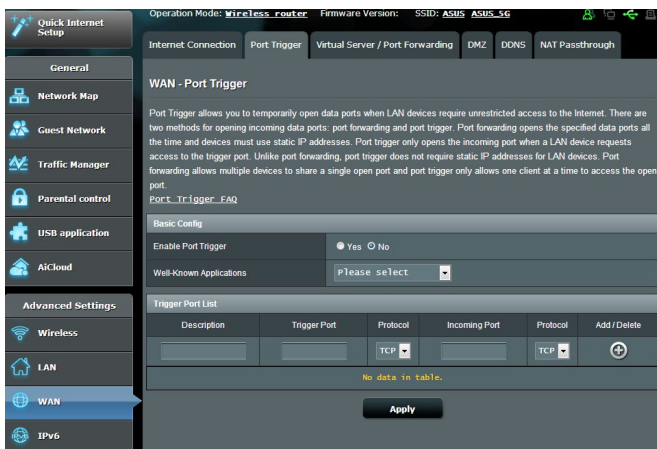 Quick Internet
Setup
Operation Mode: Wireless router Firmware Version: SSID: ASUS ASUS_5G
Internet Connection Port Trigger Virtual Server / Port Forwarding DMZ DDNS NAT Passthrough
General
Network Map
Guest Network
Traffic Manager
Parental control
USB application
AiCloud
Advanced Settings
Wireless
LAN
WAN
IPv6
WAN - Port Trigger
Port Trigger allows you to temporarily open data ports when LAN devices require unrestricted access to the Internet. There are
two methods for opening incoming data ports: port forwarding and port trigger. Port forwarding opens the specified data ports all
the time and devices must use static IP addresses. Port trigger only opens the incoming port when a LAN device requests
access to the trigger port. Unlike port forwarding, port trigger does not require static IP addresses for LAN devices. Port
forwarding allows multiple devices to share a single open port and port trigger only allows one client at a time to access the open
port.
Port Trigger FAQ
Basic Config
Enable Port Trigger Yes No
Well-Known Applications Please select
Trigger Port List
Description Trigger Port Protocol Incoming Port Protocol Add / Delete
TCP TCP
No data in table.
Apply